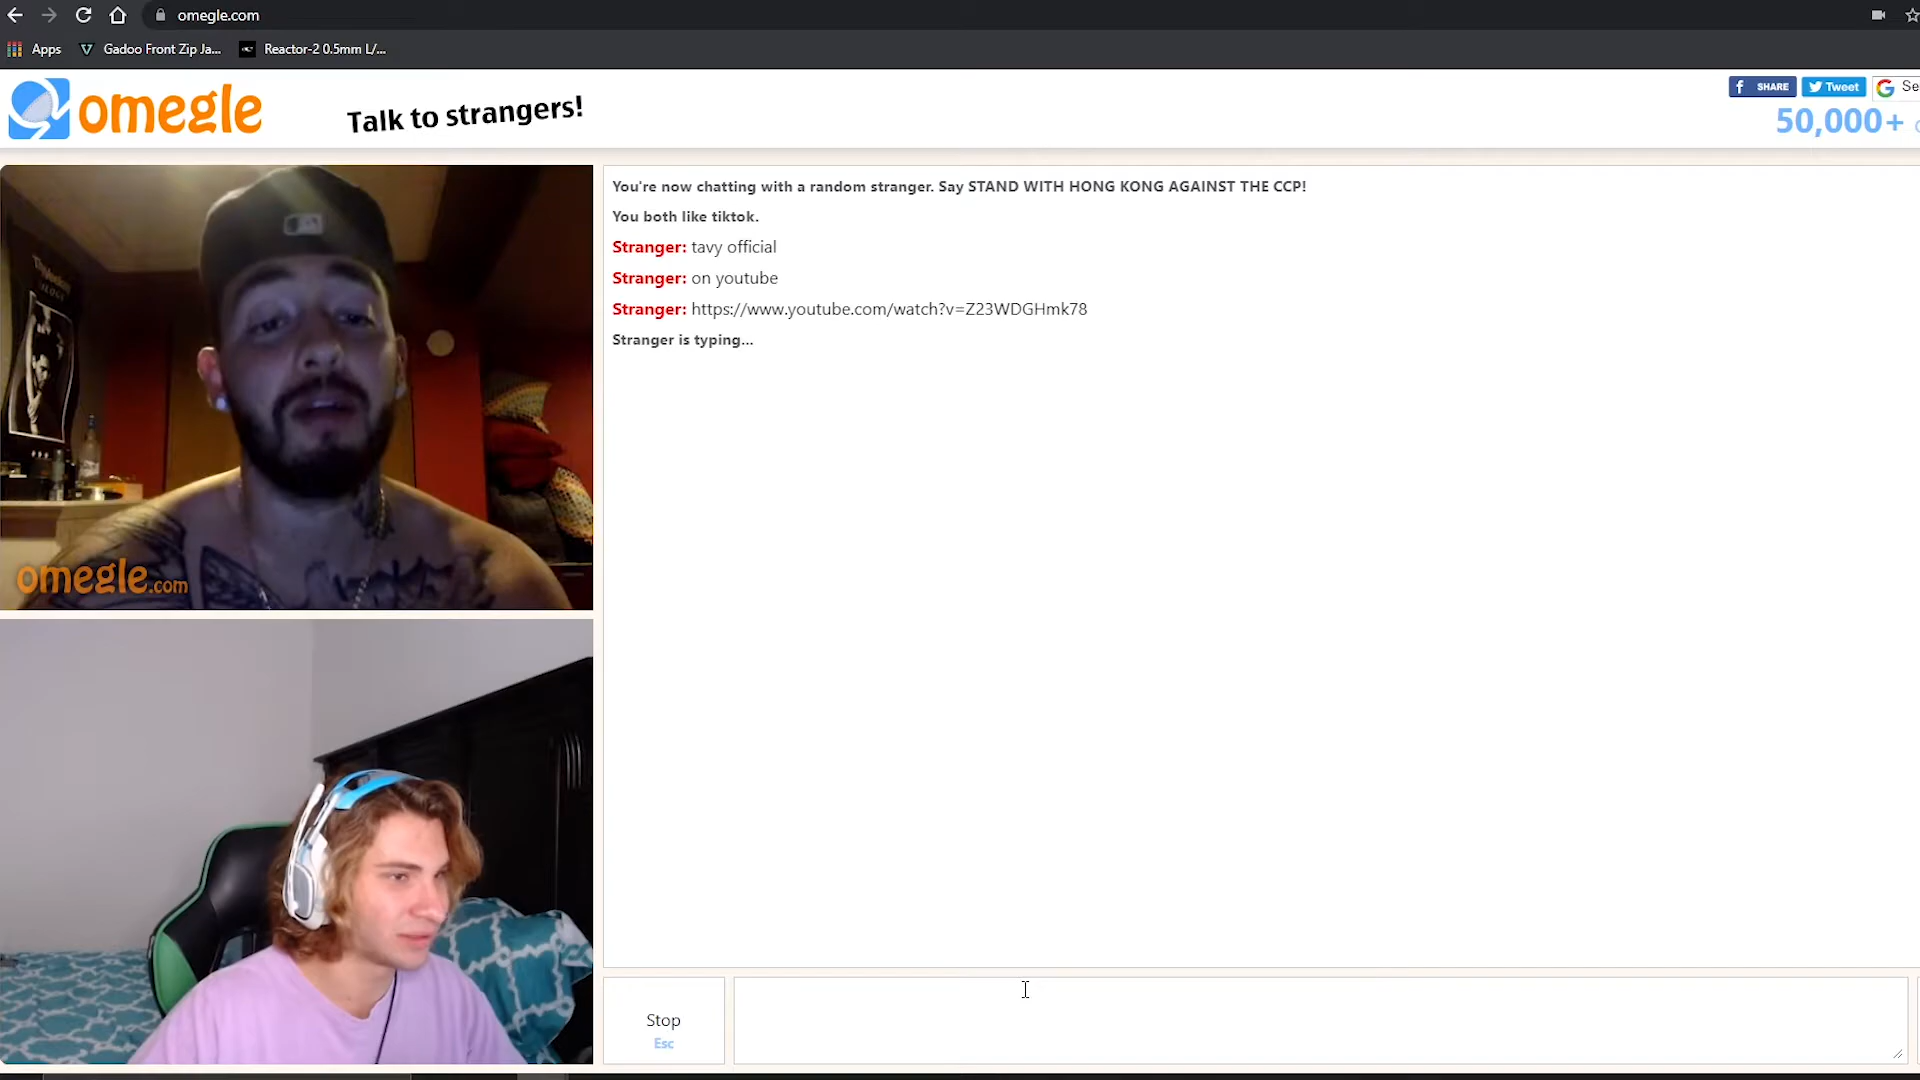 omegle.com
Apps
Gadoo Front Zip Ja...
Reactor-2 0.5mm L/...
omegle
Talk to strangers!
SHARE
Tweet
50,000+
You're now chatting with a random stranger. Say STAND WITH HONG KONG AGAINST THE CCP!
You both like tiktok.
Stranger: tavy official
Stranger: on youtube
Stranger: https://www.youtube.com/watch?v=Z23WDGHmk78
Stranger is typing...
omegle.com
Stop
Esc